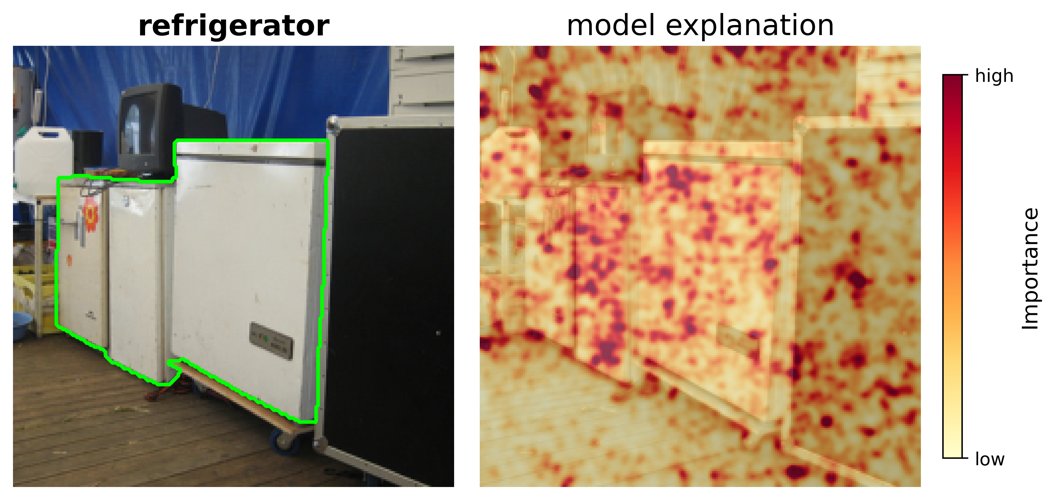 refrigerator
model explanation
high
Importance
low